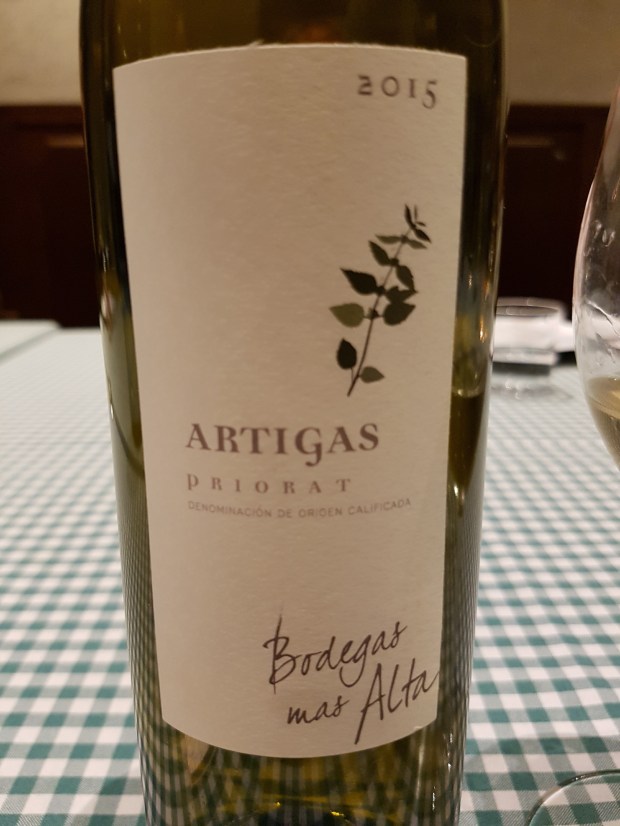 2015
ARTIGAS
PRIORAT
DENOMINACIÓN DE ORIGEN CALIFICADA
Bodegas
mas Alta